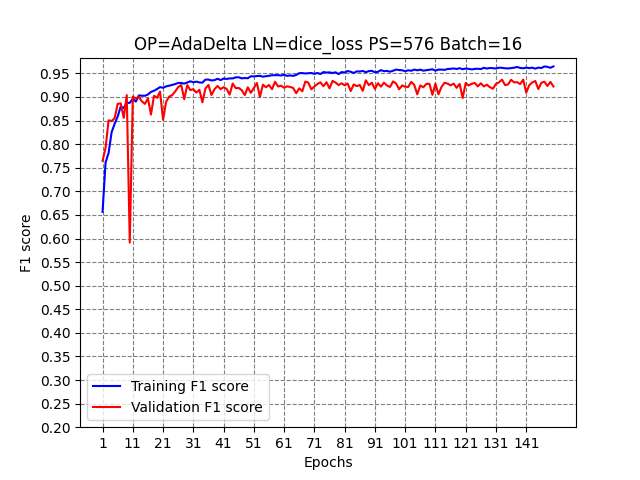 OP=AdaDelta LN=dice_loss PS=576 Batch=16
0.95
0.90
0.85
0.80
0.75
0.70
0.65
0.60
0.55
0.50
0.45
0.40
0.35
0.30
0.25
0.20
F1 score
Training F1 score
Validation F1 score
1 11 21 31 41 51 61 71 81 91 101 111 121 131 141
Epochs